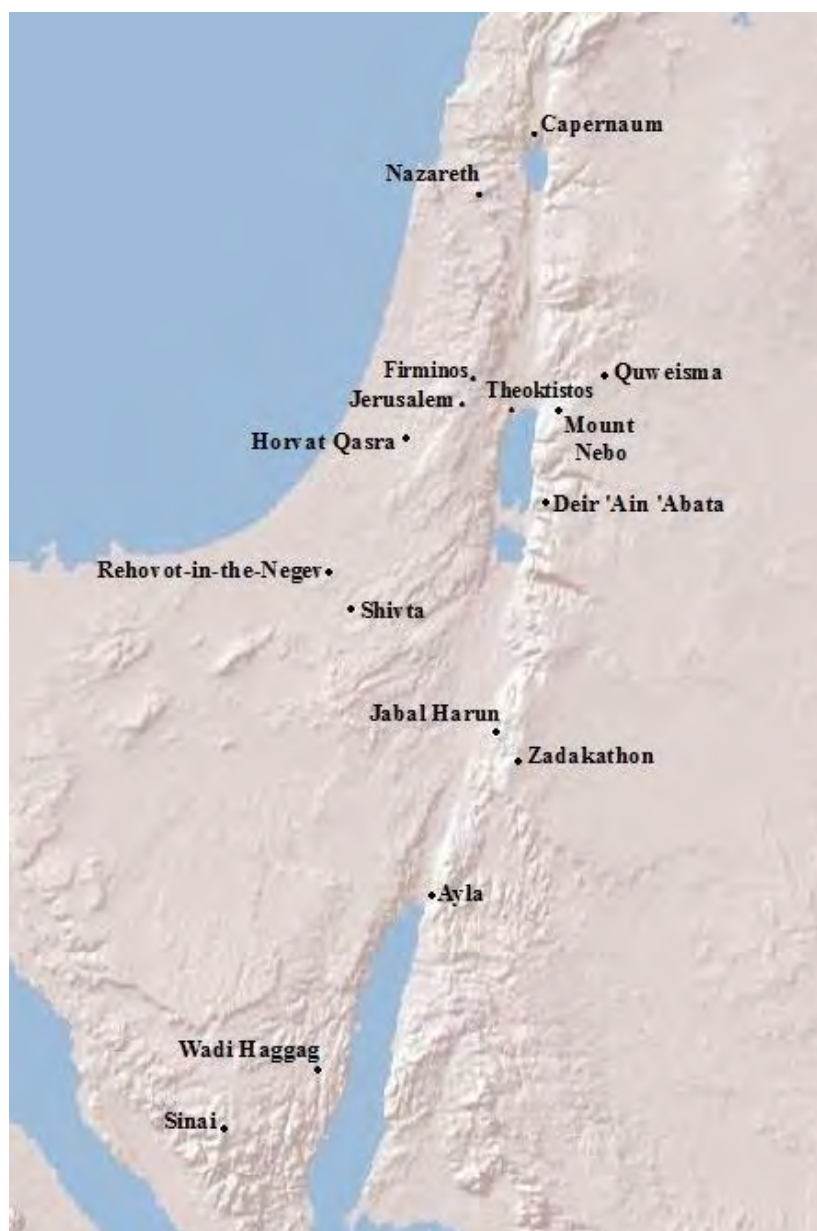 Capernaum
Nazareth
Firminos
Quweisma
Theoktistos
Jerusalem
Mount
Nebo
Horvat Qasra
Deir 'Ain 'Abata
Rehovot-in-the-Negev
Shivta
Jabal Harun
Zadakathon
Ayla
Wadi Haggag
Sinai